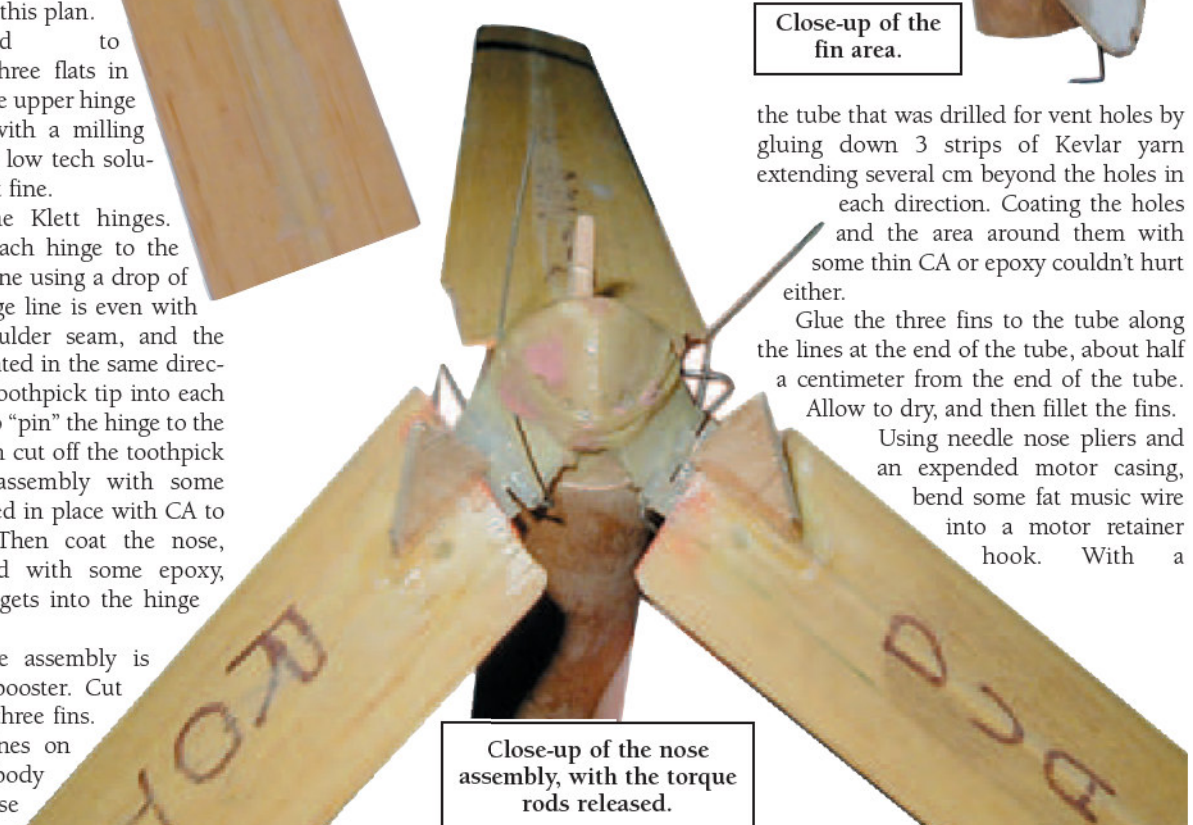 this plan.
d to
hree flats in
e upper hinge
with a milling
low tech solu-
fine.
ne Klett hinges.
ach hinge to the
ne using a drop of
ge line is even with
ulder seam, and the
ted in the same direc-
oothpick tip into each
o “pin” the hinge to the
n cut off the toothpick
assembly with some
ed in place with CA to
Then coat the nose,
d with some epoxy,
gets into the hinge
e assembly is
booster. Cut
hree fins.
nes on
body
se
ROT
DJA
Close-up of the nose
assembly, with the torque
rods released.
Close-up of the
fin area.
the tube that was drilled for vent holes by
gluing down 3 strips of Kevlar yarn
extending several cm beyond the holes in
each direction. Coating the holes
and the area around them with
some thin CA or epoxy couldn’t hurt
either.
Glue the three fins to the tube along
the lines at the end of the tube, about half
a centimeter from the end of the tube.
Allow to dry, and then fillet the fins.
Using needle nose pliers and
an expended motor casing,
bend some fat music wire
into a motor retainer
hook. With a